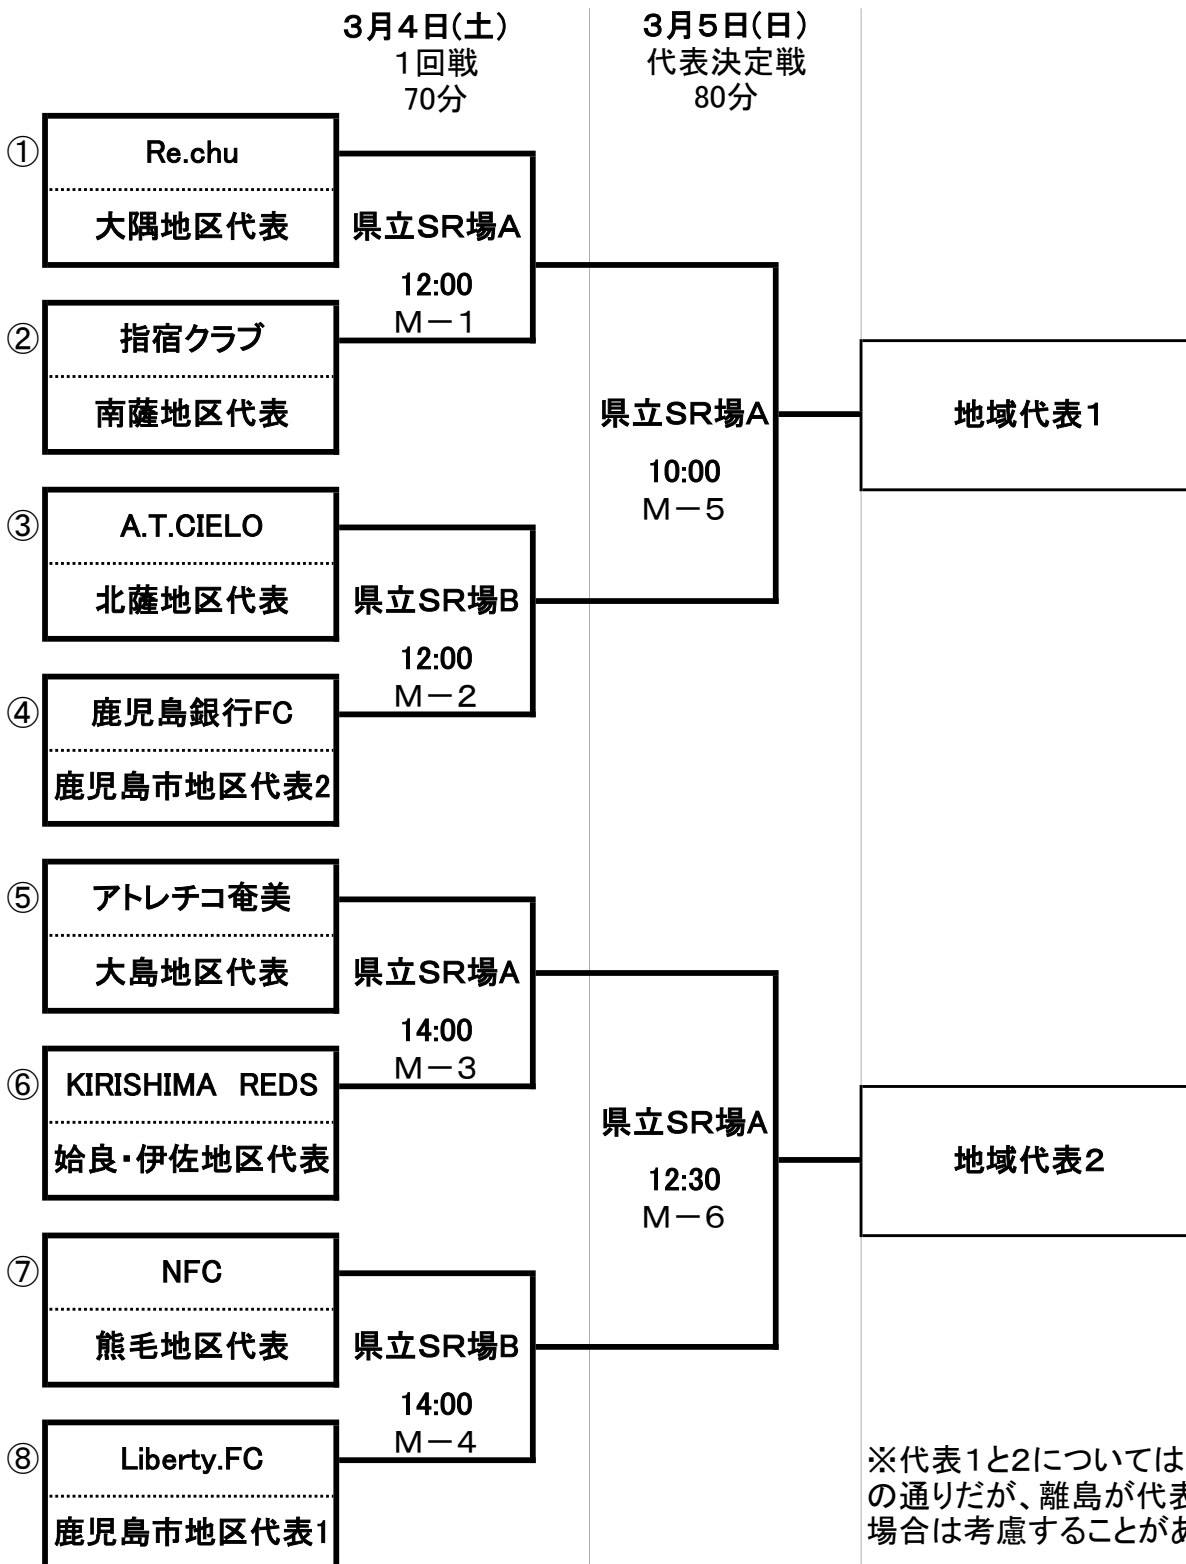 ３月４日(土)
１回戦
70分
３月５日(日)
代表決定戦
80分
①
Re.chu
大隅地区代表
県立ＳＲ場A
12:00
Ｍ－１
②
指宿クラブ
南薩地区代表
県立ＳＲ場A
10:00
Ｍ－５
地域代表１
③
A.T.CIELO
北薩地区代表
県立ＳＲ場B
12:00
Ｍ－２
④
鹿児島銀行FC
鹿児島市地区代表2
⑤
アトレチコ奄美
大島地区代表
県立ＳＲ場A
14:00
Ｍ－３
⑥
KIRISHIMA　REDS
姶良・伊佐地区代表
県立ＳＲ場A
12:30
Ｍ－６
地域代表２
⑦
NFC
熊毛地区代表
県立ＳＲ場B
14:00
Ｍ－４
⑧
Liberty.FC
鹿児島市地区代表1
※代表１と２については
の通りだが、離島が代表
場合は考慮することがあ